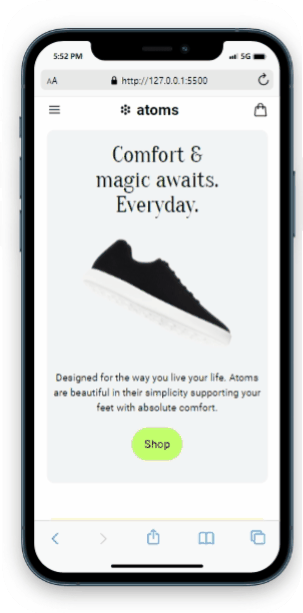 5:52 PM
5G
AA
http://127.0.0.1:5500
atoms
Comfort &
magic awaits.
Everyday.
Designed for the way you live your life. Atoms
are beautiful in their simplicity supporting your
feet with absolute comfort.
Shop